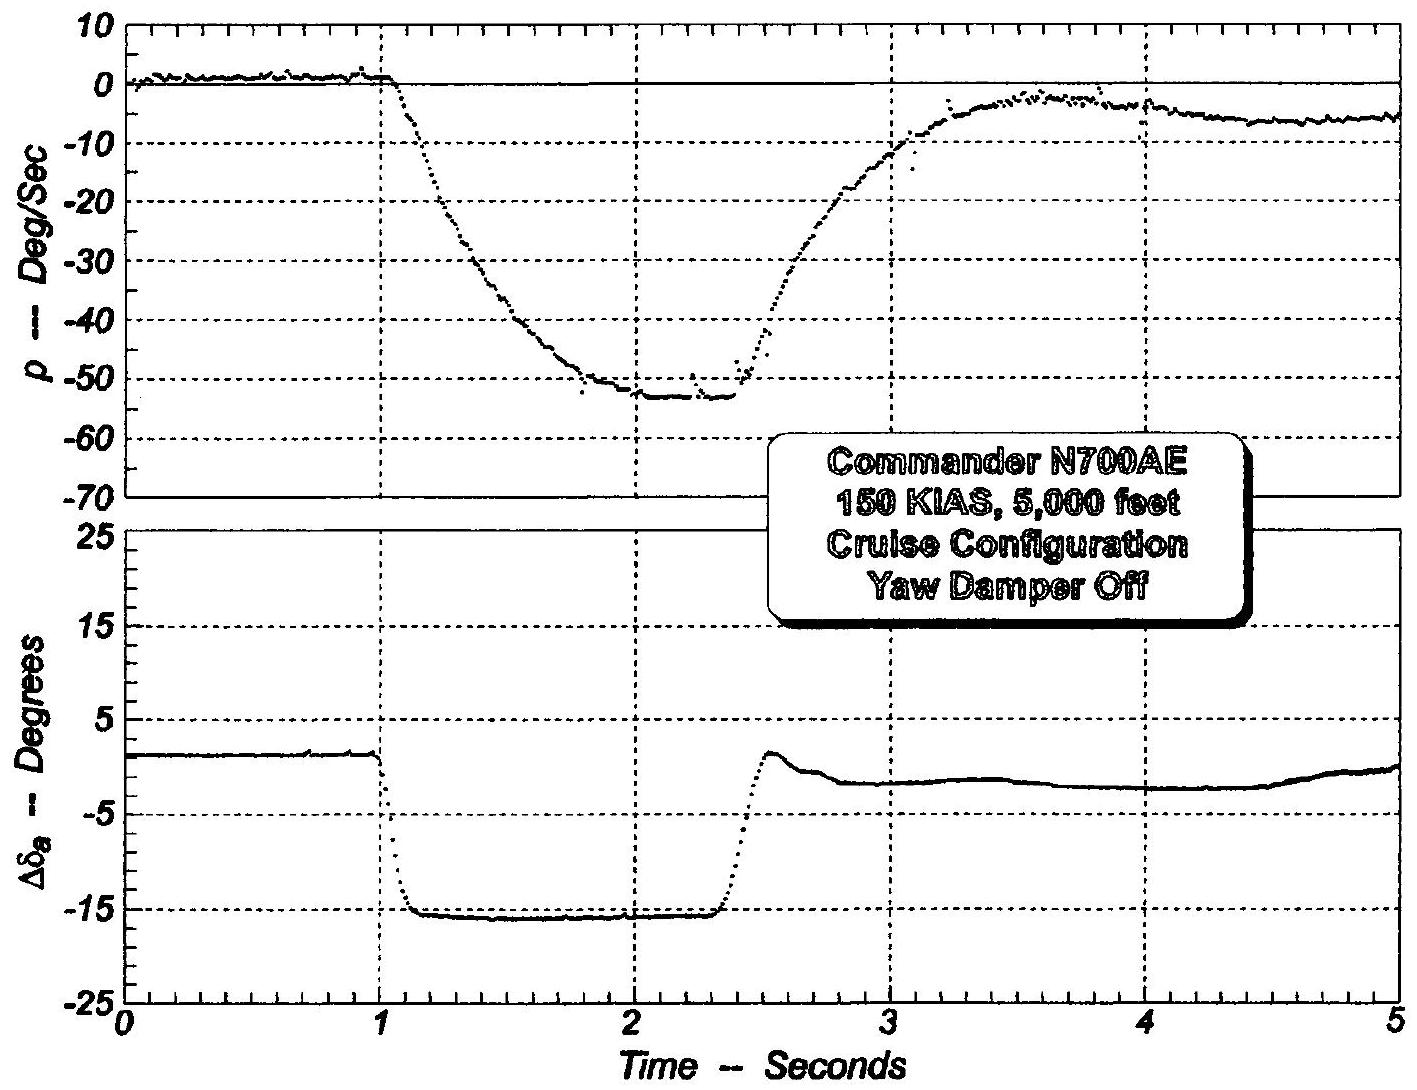 10
0
-10
-20
-30
-40
-50
-60
-70
p --- Deg/Sec
Commander N700AE
150 KIAS, 5,000 feet
Cruise Configuration
Yaw Damper Off
25
15
5
-5
-15
-25
Δδa -- Degrees
0 1 2 3 4 5
Time -- Seconds